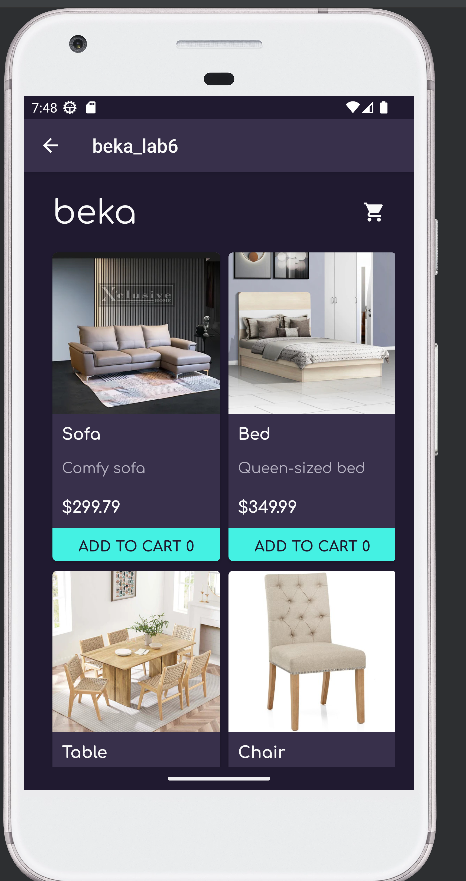 7:48
beka_lab6
beka
Xclusive
Sofa
Bed
Comfy sofa
Queen-sized bed
$299.79
$349.99
ADD TO CART 0
ADD TO CART 0
Table
Chair